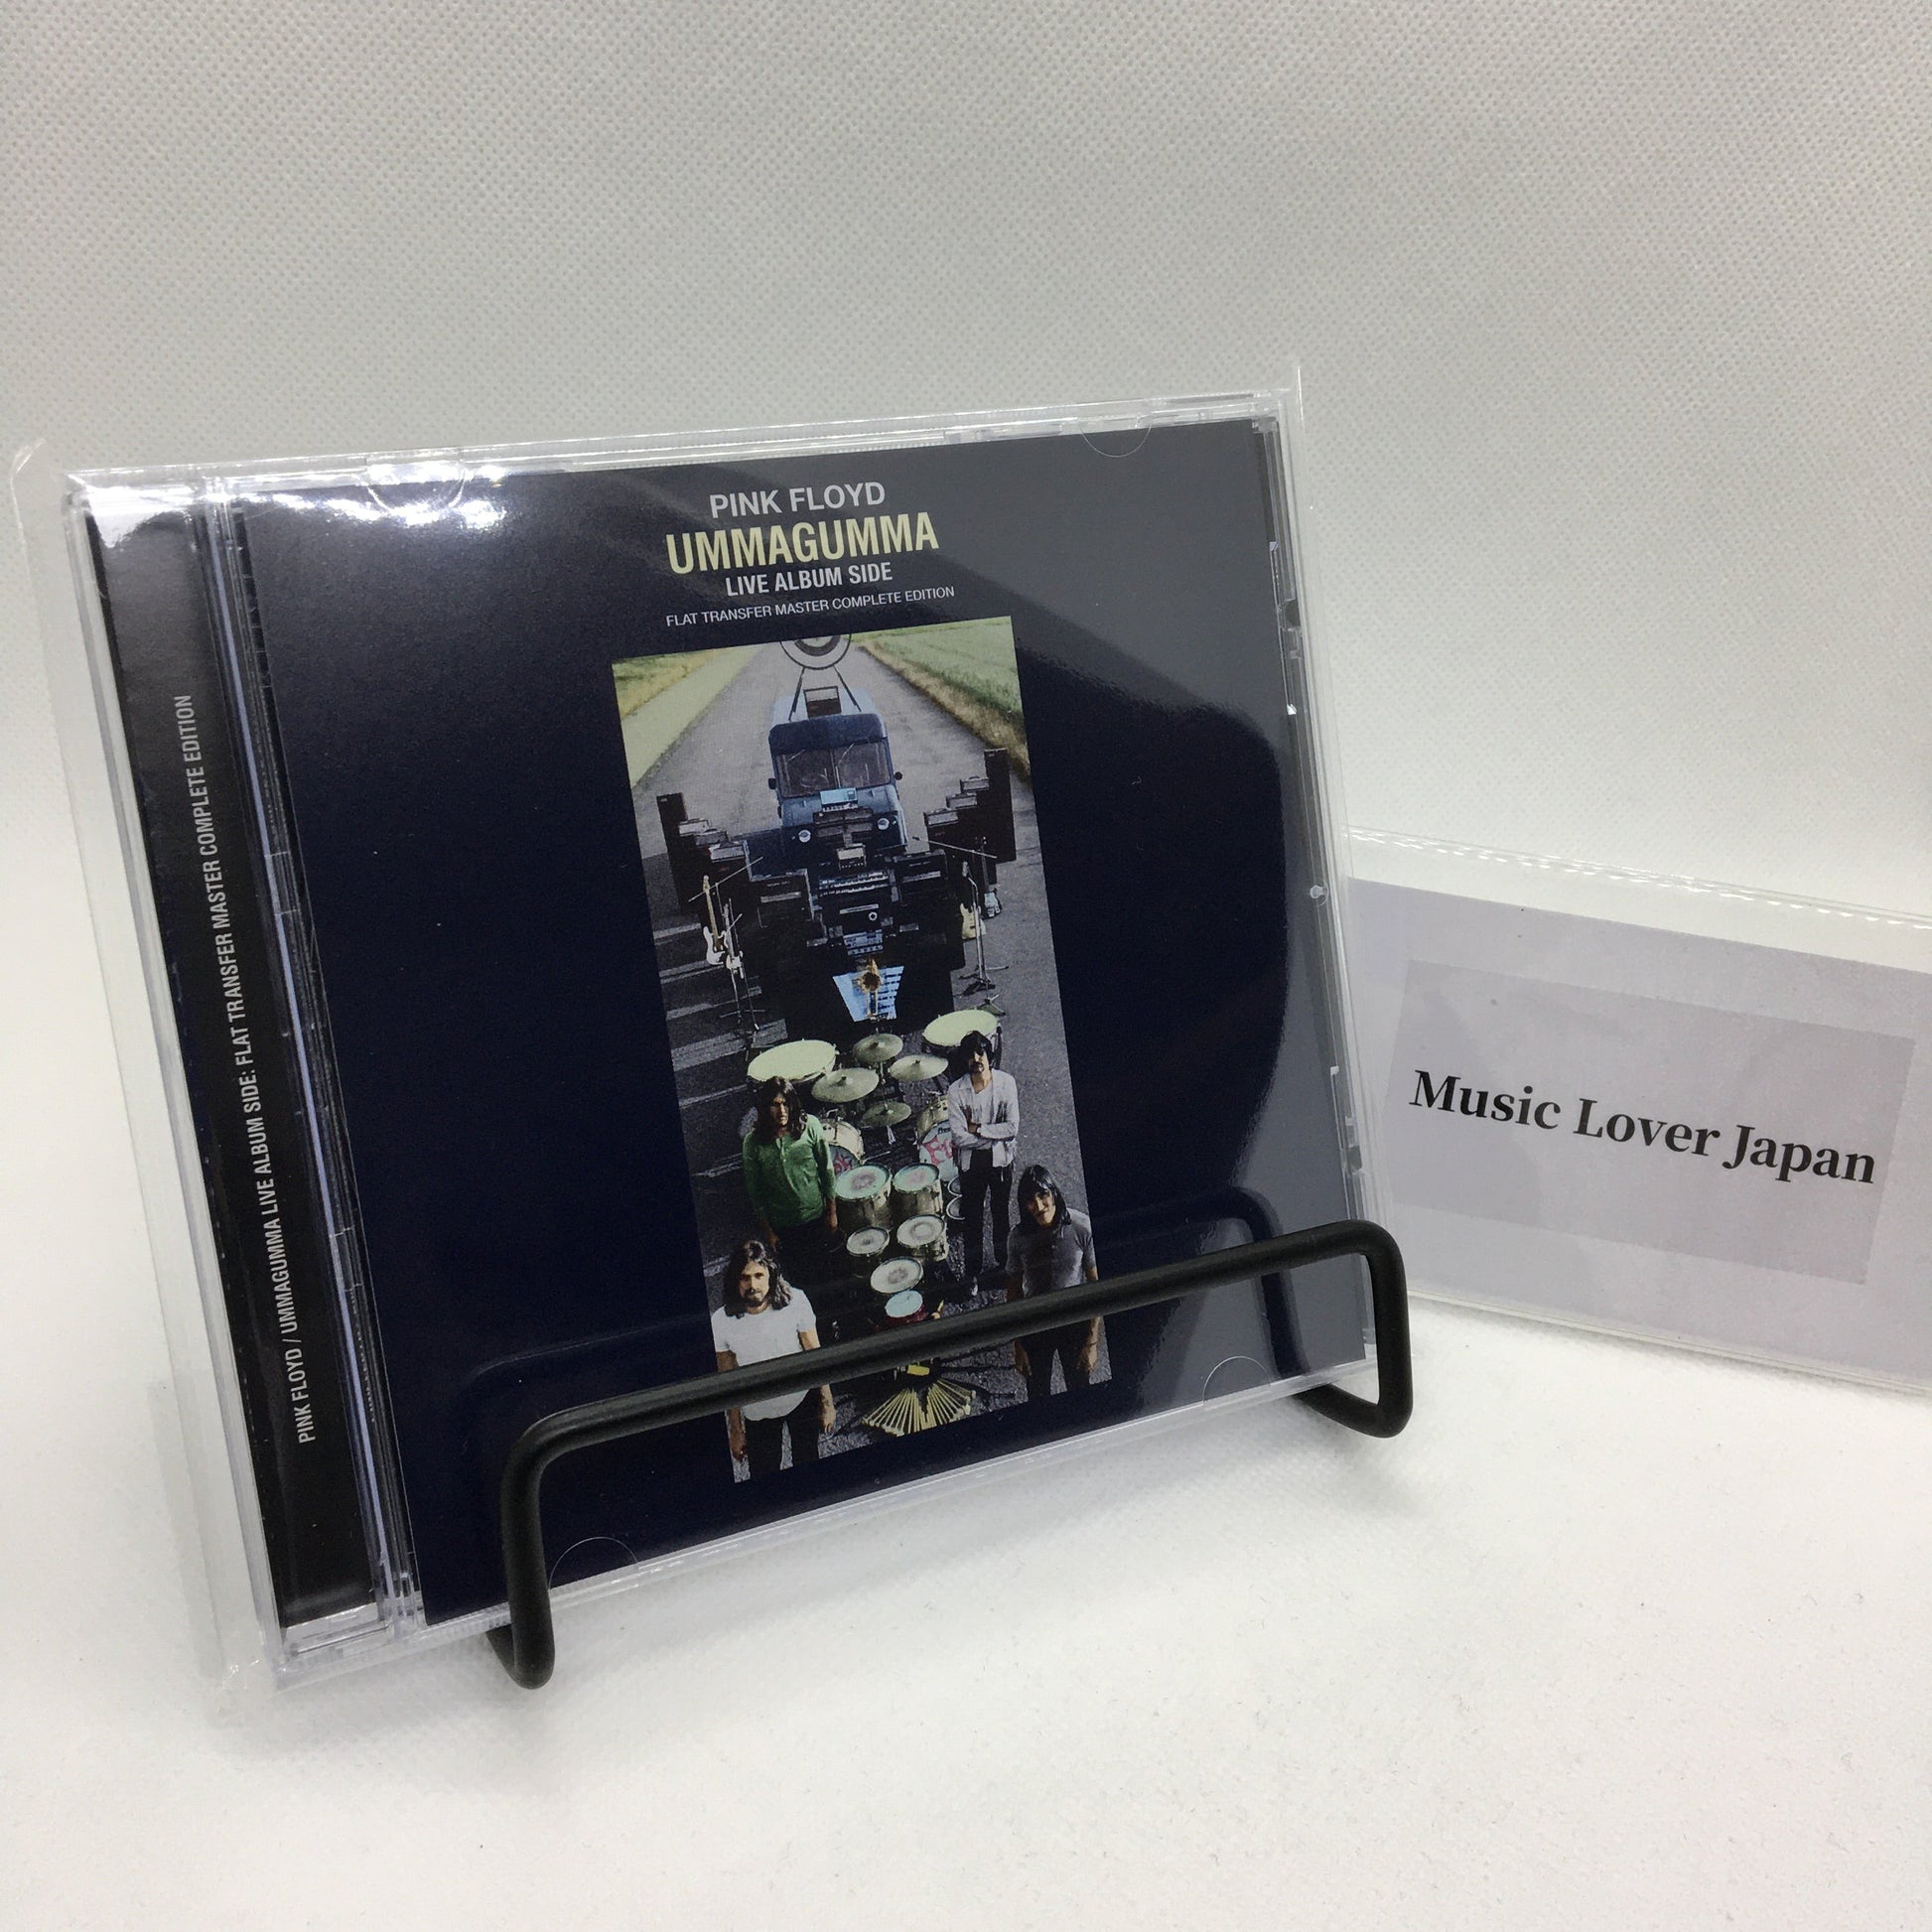 PINK FLOYD
UMMAGUMMA
LIVE ALBUM SIDE
FLAT TRANSFER MASTER COMPLETE EDITION
PINK FLOYD / UMMAGUMMA LIVE ALBUM SIDE: FLAT TRANSFER MASTER COMPLETE EDITION
Music Lover Japan